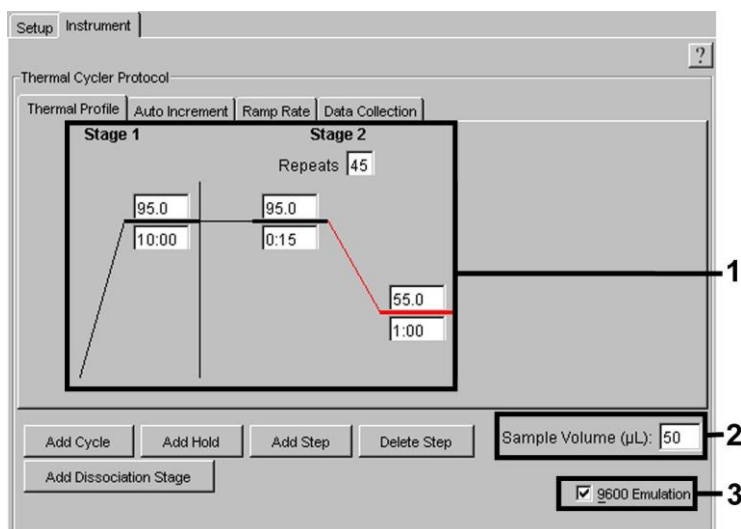 Setup Instrument
?
Thermal Cycler Protocol
Thermal Profile Auto Increment Ramp Rate Data Collection
Stage 1 Stage 2
Repeats 45
95.0 95.0
10:00 0:15
1
55.0
1:00
Add Cycle Add Hold Add Step Delete Step Sample Volume (µL): 50 2
Add Dissociation Stage
9600 Emulation 3